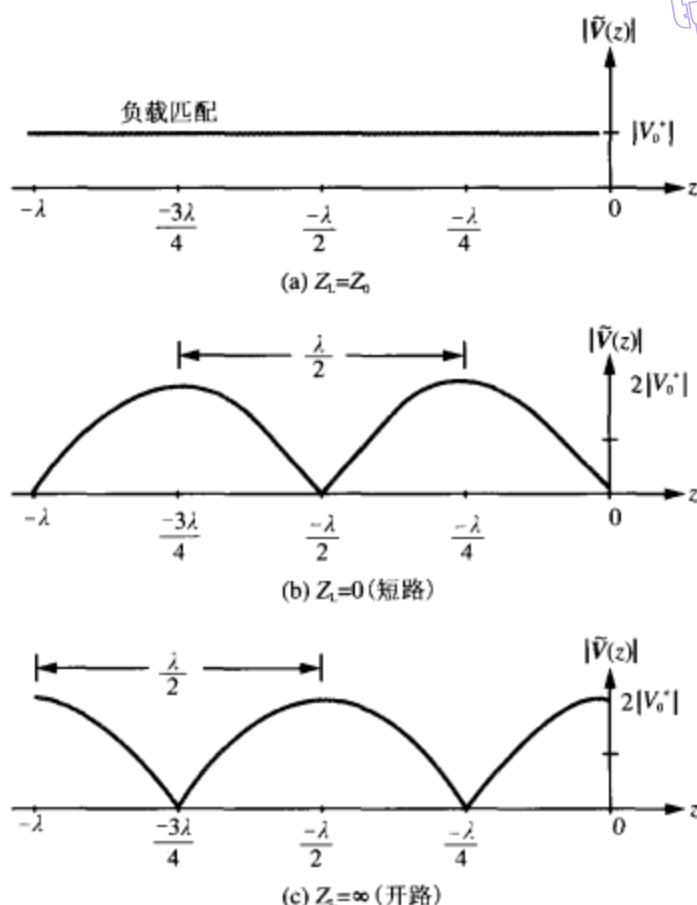 |Ṽ(z)|
负载匹配
|V₀⁺|
-λ -3λ/4 -λ/2 -λ/4 0 z
(a) Z_L=Z₀
λ/2
|Ṽ(z)|
2|V₀⁺|
-λ -3λ/4 -λ/2 -λ/4 0 z
(b) Z_L=0(短路)
λ/2
|Ṽ(z)|
2|V₀⁺|
-λ -3λ/4 -λ/2 -λ/4 0 z
(c) Z_L=∞(开路)